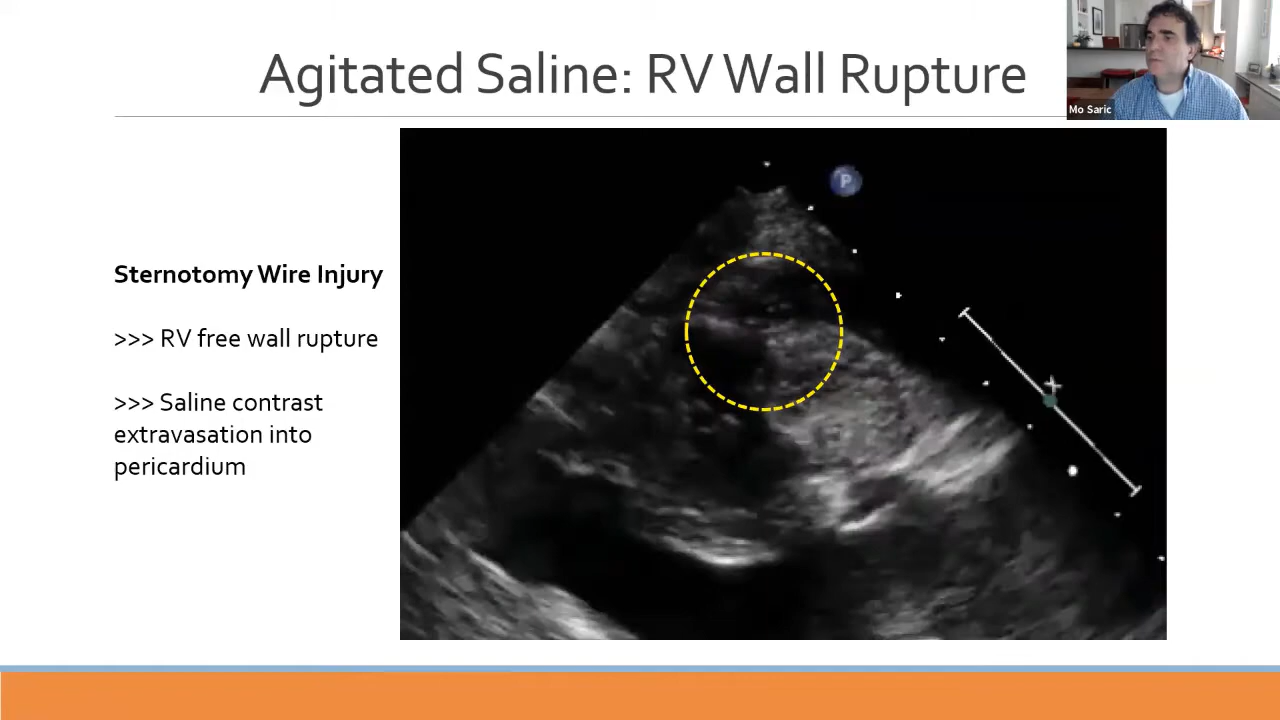 Agitated Saline: RV Wall Rupture
Mo Saric
P
Sternotomy Wire Injury
>>> RV free wall rupture
>>> Saline contrast
extravasation into
pericardium